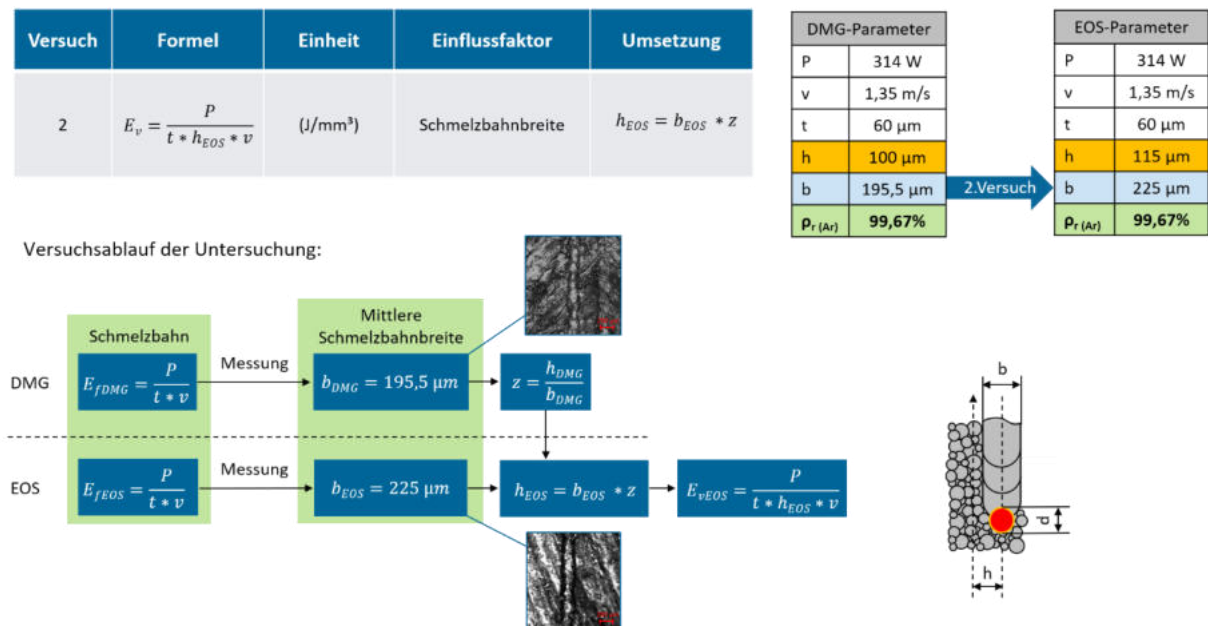 Versuch Formel Einheit Einflussfaktor Umsetzung
2 E_v = P / (t * h_EOS * v) (J/mm³) Schmelzbahnbreite h_EOS = b_EOS * z
DMG-Parameter
P 314 W
v 1,35 m/s
t 60 µm
h 100 µm
b 195,5 µm
ρ_r (Ar) 99,67%
2.Versuch
EOS-Parameter
P 314 W
v 1,35 m/s
t 60 µm
h 115 µm
b 225 µm
ρ_r (Ar) 99,67%
Versuchsablauf der Untersuchung:
Schmelzbahn
Mittlere
Schmelzbahnbreite
DMG
E_fDMG = P / (t * v)
Messung
b_DMG = 195,5 µm
z = h_DMG / b_DMG
EOS
E_fEOS = P / (t * v)
Messung
b_EOS = 225 µm
h_EOS = b_EOS * z
E_vEOS = P / (t * h_EOS * v)
b
d
h